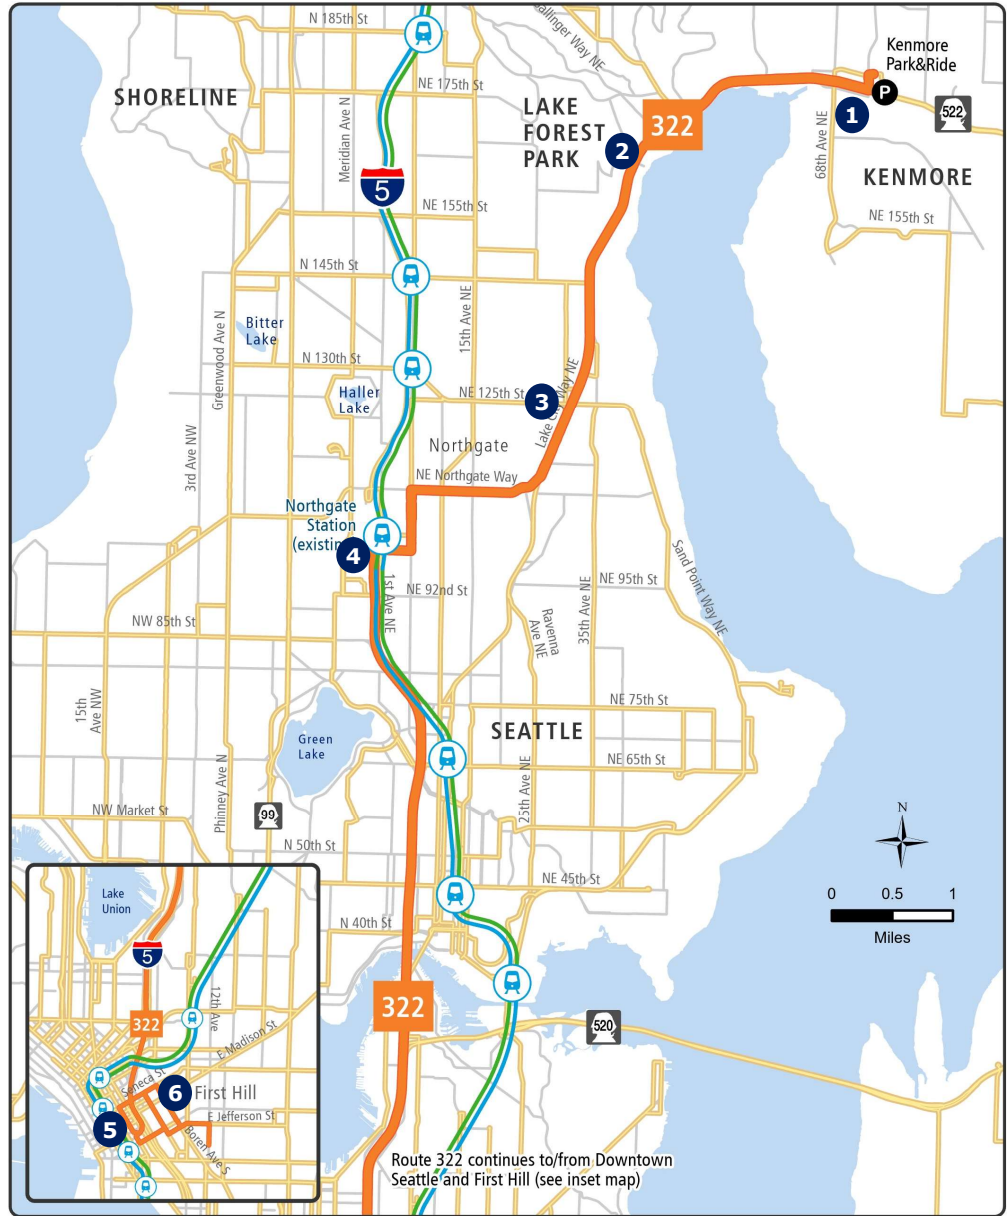 N 185th St
Ballinger Way NE
Kenmore
Park&Ride
NE 175th St
SHORELINE
Meridian Ave N
LAKE
FOREST
PARK
322
P
1
522
2
68th Ave NE
5
KENMORE
NE 155th St
NE 155th St
N 145th St
15th Ave NE
Bitter
Lake
Greenwood Ave N
N 130th St
Haller
Lake
NE 125th St
3
Lake City Way NE
3rd Ave NW
Northgate
NE Northgate Way
Northgate
Station
(existin
4
1st Ave NE
NE 92nd St
NE 95th St
Sand Point Way NE
35th Ave NE
Ravenna
Ave NE
NW 85th St
15th
Ave NW
NE 75th St
SEATTLE
Green
Lake
NE 65th St
Phinney Ave N
25th Ave NE
NW Market St
99
N
N 50th St
NE 45th St
0 0.5 1
Miles
N 40th St
322
520
Lake
Union
5
12th Ave
322
E Madison St
Seneca St
6
First Hill
5
E Jefferson St
Boren Ave S
Route 322 continues to/from Downtown
Seattle and First Hill (see inset map)